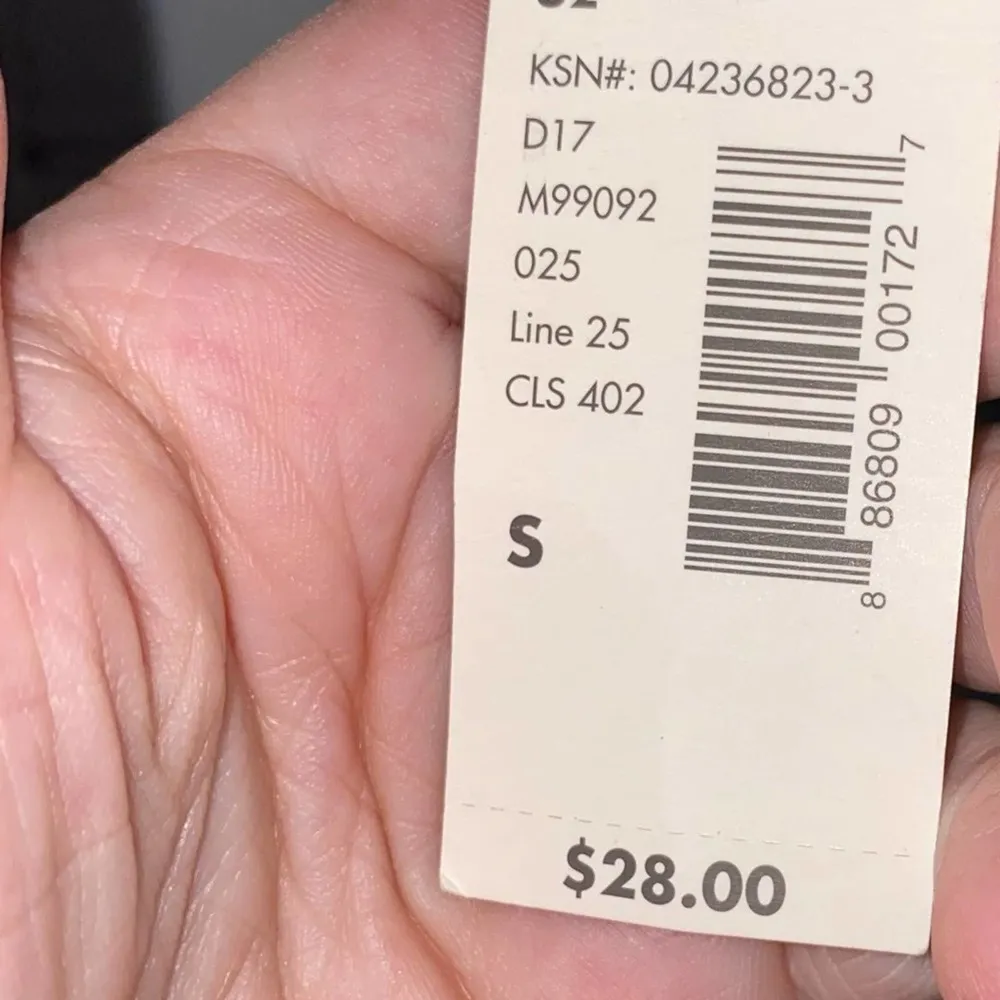 KSN#: 04236823-3
D17
M99092
025
Line 25
CLS 402
S
8 86809 00172 7
$28.00